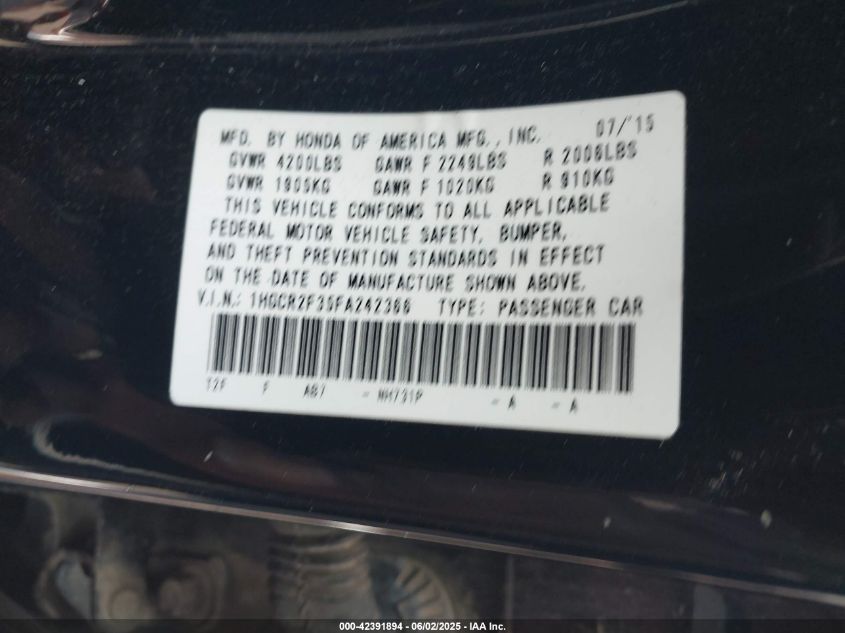 MFD. BY HONDA OF AMERICA MFG., INC. 07/'15
GVWR 4200LBS GAWR F 2249LBS R 2006LBS
GVWR 1905KG GAWR F 1020KG R 910KG
THIS VEHICLE CONFORMS TO ALL APPLICABLE
FEDERAL MOTOR VEHICLE SAFETY, BUMPER,
AND THEFT PREVENTION STANDARDS IN EFFECT
ON THE DATE OF MANUFACTURE SHOWN ABOVE.
V.I.N.: 1HGCR2F35FA242366 TYPE: PASSENGER CAR
T2F F AB7 - NH731P - A - A
000-42391894 - 06/02/2025 - IAA Inc.